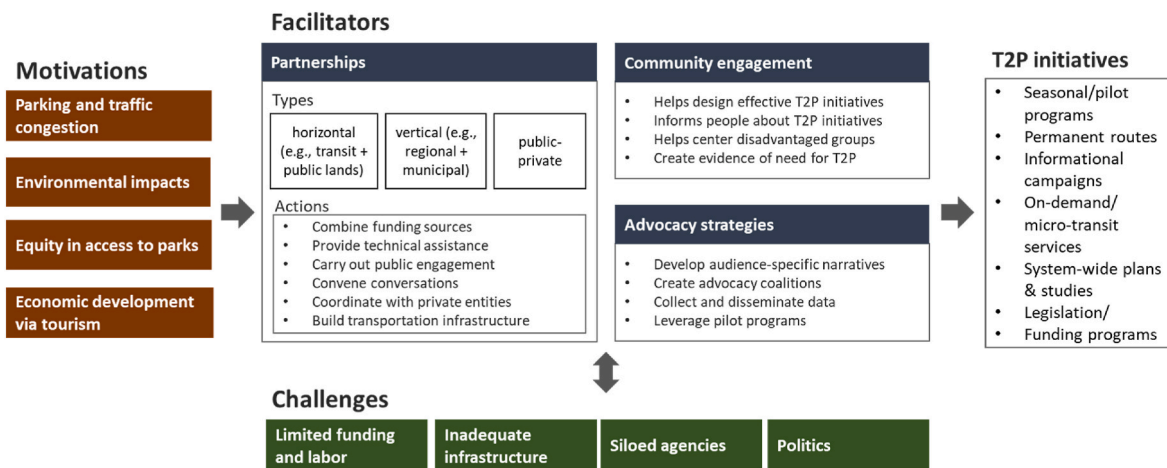 Motivations
Parking and traffic
congestion
Environmental impacts
Equity in access to parks
Economic development
via tourism
Facilitators
Partnerships
Types
horizontal
(e.g., transit +
public lands)
vertical (e.g.,
regional +
municipal)
public-
private
Actions
• Combine funding sources
• Provide technical assistance
• Carry out public engagement
• Convene conversations
• Coordinate with private entities
• Build transportation infrastructure
Community engagement
• Helps design effective T2P initiatives
• Informs people about T2P initiatives
• Helps center disadvantaged groups
• Create evidence of need for T2P
Advocacy strategies
• Develop audience-specific narratives
• Create advocacy coalitions
• Collect and disseminate data
• Leverage pilot programs
T2P initiatives
• Seasonal/pilot
programs
• Permanent routes
• Informational
campaigns
• On-demand/
micro-transit
services
• System-wide plans
& studies
• Legislation/
• Funding programs
Challenges
Limited funding
and labor
Inadequate
infrastructure
Siloed agencies
Politics